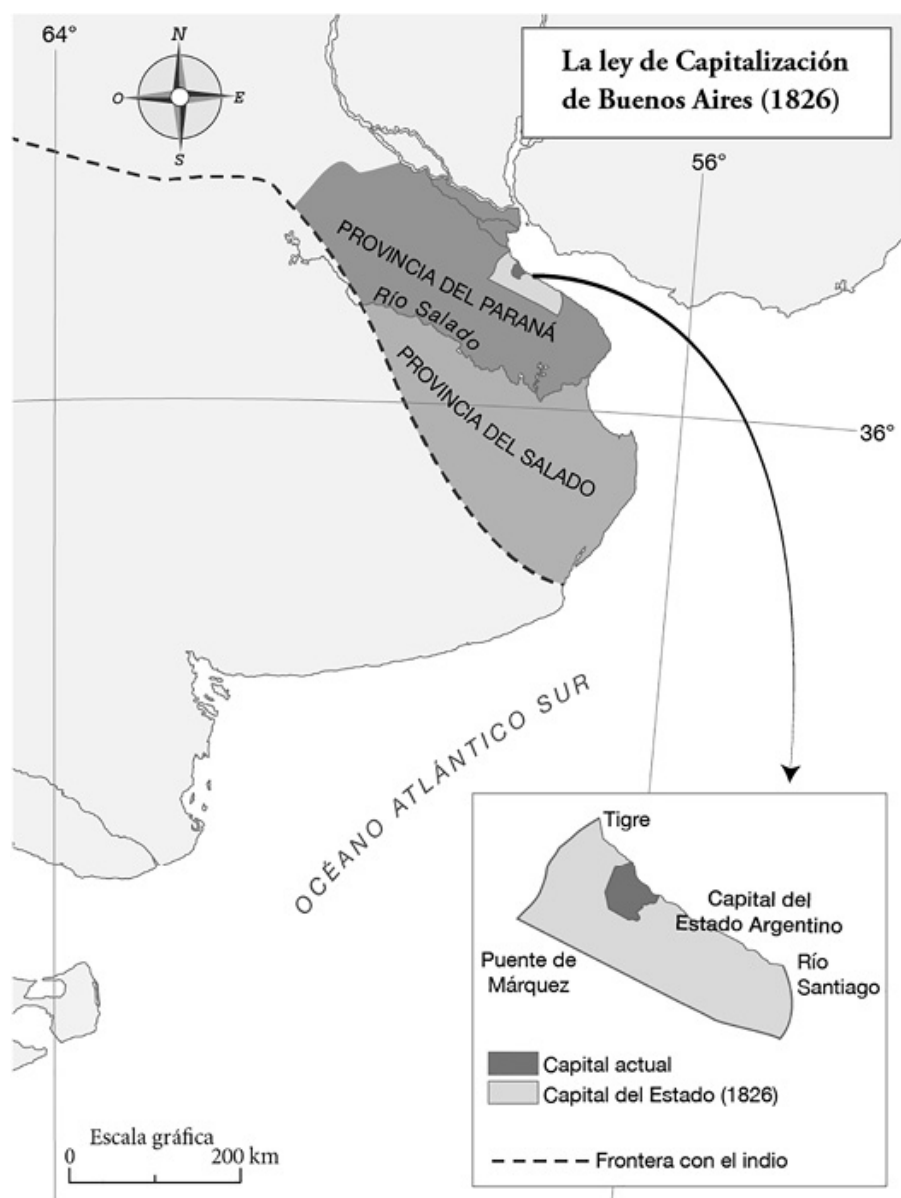 64°
N
O
E
S
La ley de Capitalización
de Buenos Aires (1826)
56°
PROVINCIA DEL PARANÁ
Río Salado
PROVINCIA DEL SALADO
36°
OCÉANO ATLÁNTICO SUR
Tigre
Capital del
Estado Argentino
Puente de
Márquez
Río
Santiago
Capital actual
Capital del Estado (1826)
Frontera con el indio
Escala gráfica
0
200 km